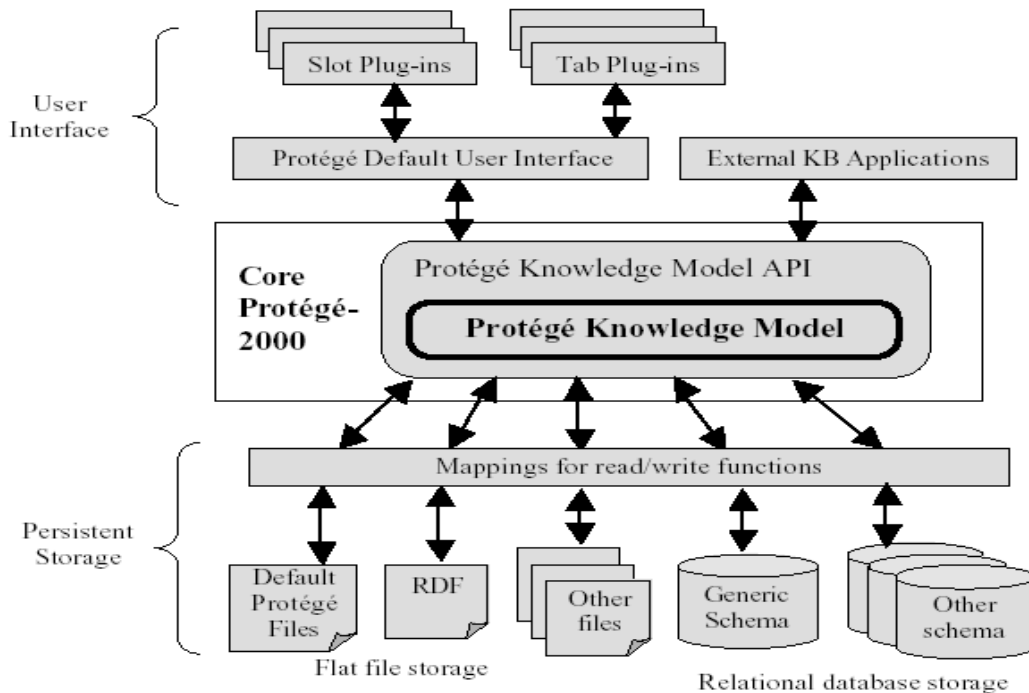 Slot Plug-ins
Tab Plug-ins
User
Interface
Protégé Default User Interface
External KB Applications
Core
Protégé-
2000
Protégé Knowledge Model API
Protégé Knowledge Model
Mappings for read/write functions
Persistent
Storage
Default
Protégé
Files
RDF
Other
files
Generic
Schema
Other
schema
Flat file storage
Relational database storage